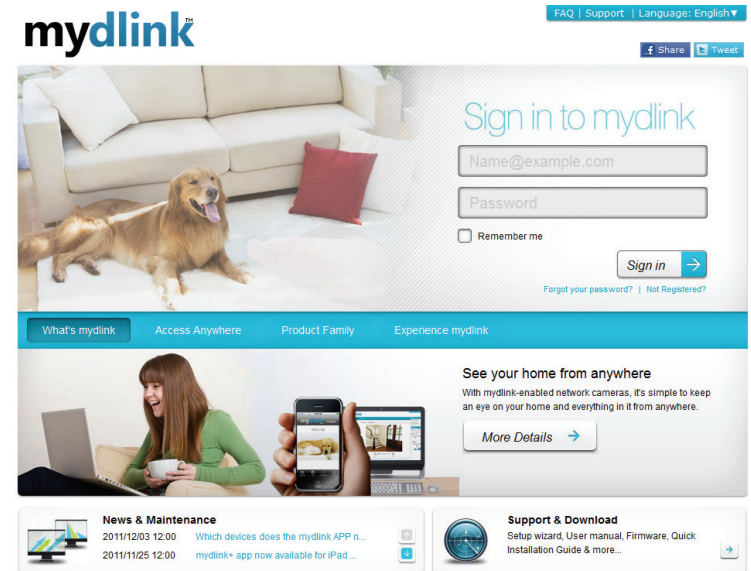 FAQ | Support | Language: English▼
mydlink™
Share Tweet
Sign in to mydlink
Name@example.com
Password
Remember me
Sign in
Forgot your password? | Not Registered?
What's mydlink Access Anywhere Product Family Experience mydlink
See your home from anywhere
With mydlink-enabled network cameras, it's simple to keep
an eye on your home and everything in it from anywhere.
More Details
News & Maintenance
2011/12/03 12:00 Which devices does the mydlink APP n...
2011/11/25 12:00 mydlink+ app now available for iPad ...
Support & Download
Setup wizard, User manual, Firmware, Quick
Installation Guide & more...